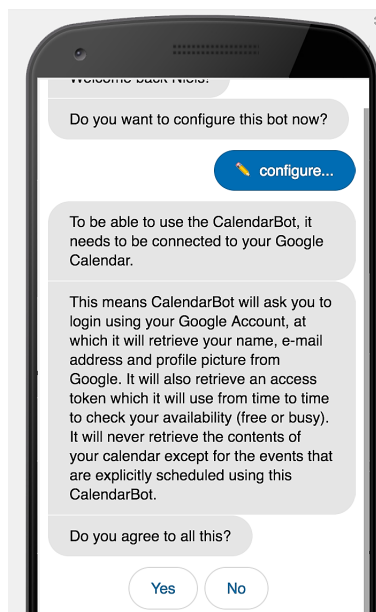 Welcome back Niels!
Do you want to configure this bot now?
configure...
To be able to use the CalendarBot, it
needs to be connected to your Google
Calendar.
This means CalendarBot will ask you to
login using your Google Account, at
which it will retrieve your name, e-mail
address and profile picture from
Google. It will also retrieve an access
token which it will use from time to time
to check your availability (free or busy).
It will never retrieve the contents of
your calendar except for the events that
are explicitly scheduled using this
CalendarBot.
Do you agree to all this?
Yes No